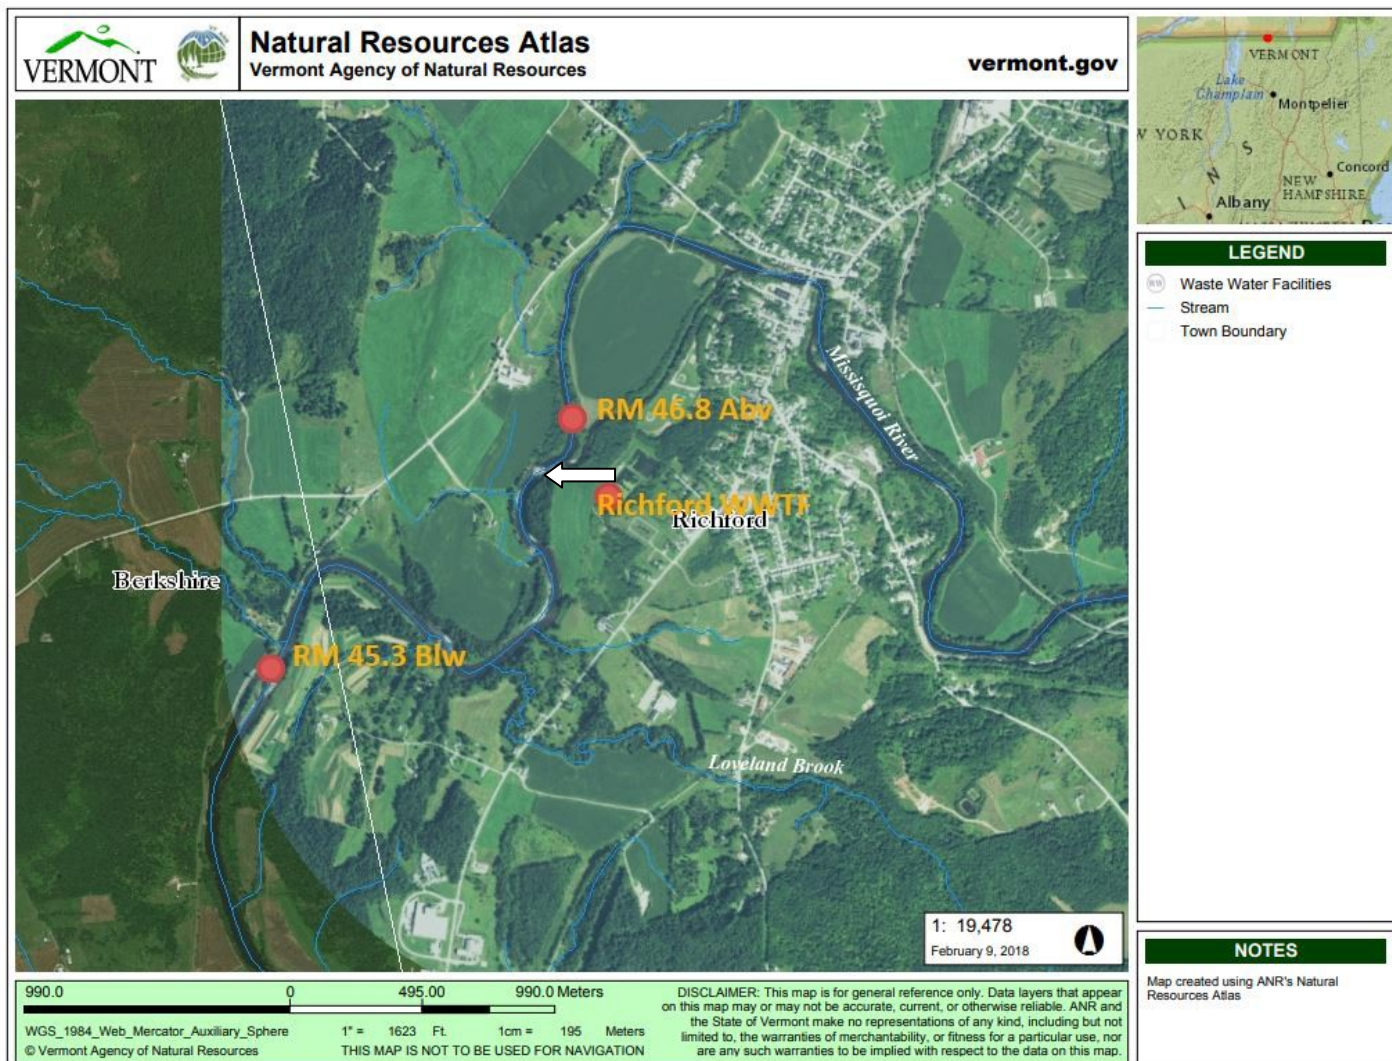 VERMONT
Natural Resources Atlas
Vermont Agency of Natural Resources
vermont.gov
VERMONT
Lake
Champlain
Montpelier
W YORK
S
N
I
Concord
NEW
HAMPSHIRE
Albany
LEGEND
WW Waste Water Facilities
Stream
Town Boundary
RM 46.8 Abv
Missisquoi River
Richford WWTF
Richford
Berkshire
RM 45.3 Blw
Loveland Brook
1: 19,478
February 9, 2018
NOTES
Map created using ANR's Natural
Resources Atlas
990.0 0 495.00 990.0 Meters
WGS_1984_Web_Mercator_Auxiliary_Sphere 1" = 1623 Ft. 1cm = 195 Meters
© Vermont Agency of Natural Resources THIS MAP IS NOT TO BE USED FOR NAVIGATION
DISCLAIMER: This map is for general reference only. Data layers that appear
on this map may or may not be accurate, current, or otherwise reliable. ANR and
the State of Vermont make no representations of any kind, including but not
limited to, the warranties of merchantability, or fitness for a particular use, nor
are any such warranties to be implied with respect to the data on this map.